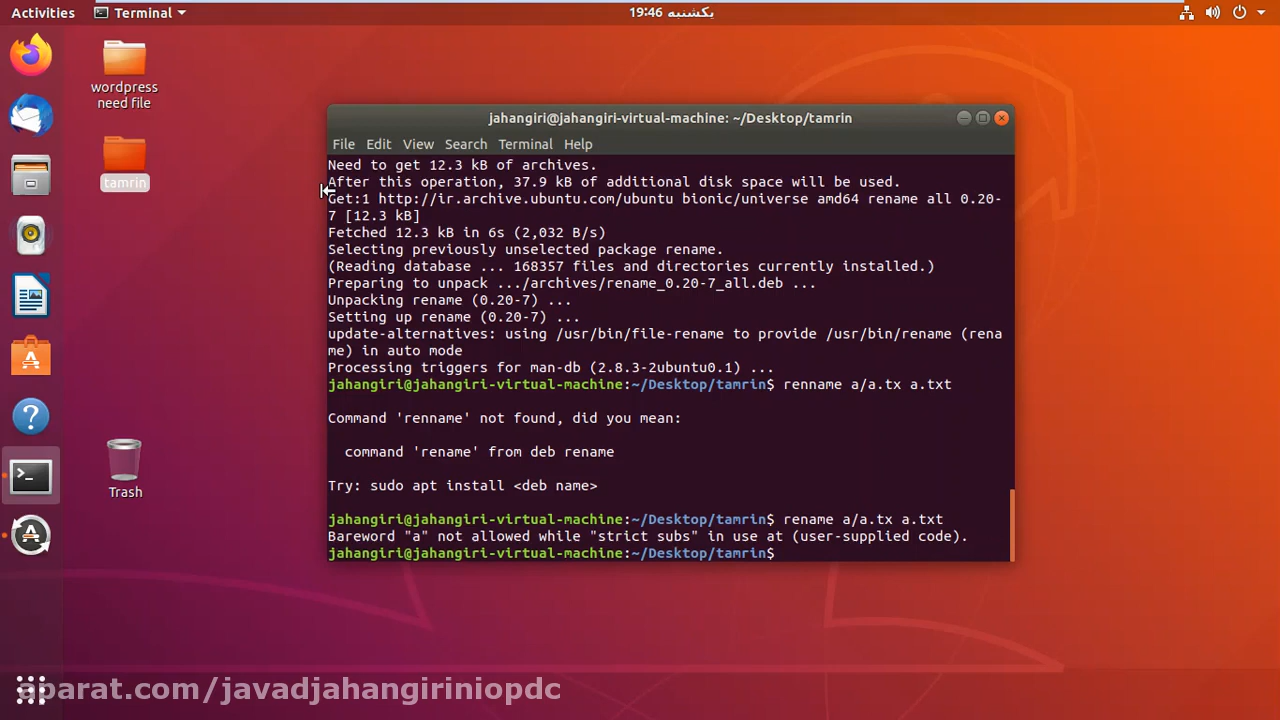 Activities
Terminal
19:46 یکشنبه
wordpress
need file
tamrin
Trash
jahangiri@jahangiri-virtual-machine: ~/Desktop/tamrin
File Edit View Search Terminal Help
Need to get 12.3 kB of archives.
After this operation, 37.9 kB of additional disk space will be used.
Get:1 http://ir.archive.ubuntu.com/ubuntu bionic/universe amd64 rename all 0.20-
7 [12.3 kB]
Fetched 12.3 kB in 6s (2,032 B/s)
Selecting previously unselected package rename.
(Reading database ... 168357 files and directories currently installed.)
Preparing to unpack .../archives/rename_0.20-7_all.deb ...
Unpacking rename (0.20-7) ...
Setting up rename (0.20-7) ...
update-alternatives: using /usr/bin/file-rename to provide /usr/bin/rename (rena
me) in auto mode
Processing triggers for man-db (2.8.3-2ubuntu0.1) ...
jahangiri@jahangiri-virtual-machine:~/Desktop/tamrin$ renname a/a.tx a.txt
Command 'renname' not found, did you mean:
command 'rename' from deb rename
Try: sudo apt install <deb name>
jahangiri@jahangiri-virtual-machine:~/Desktop/tamrin$ rename a/a.tx a.txt
Bareword "a" not allowed while "strict subs" in use at (user-supplied code).
jahangiri@jahangiri-virtual-machine:~/Desktop/tamrin$
aparat.com/javadjahangiriniopdc